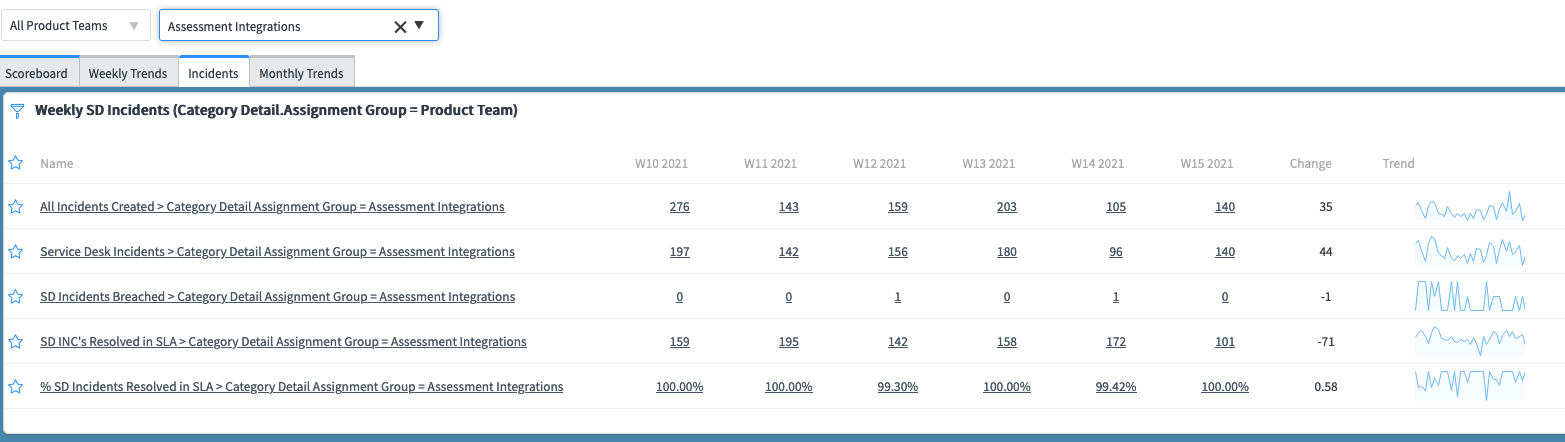 All Product Teams Assessment Integrations
Scoreboard Weekly Trends Incidents Monthly Trends
Weekly SD Incidents (Category Detail.Assignment Group = Product Team)
Name W10 2021 W11 2021 W12 2021 W13 2021 W14 2021 W15 2021 Change Trend
All Incidents Created > Category Detail Assignment Group = Assessment Integrations 276 143 159 203 105 140 35
Service Desk Incidents > Category Detail Assignment Group = Assessment Integrations 197 142 156 180 96 140 44
SD Incidents Breached > Category Detail Assignment Group = Assessment Integrations 0 0 1 0 1 0 -1
SD INC's Resolved in SLA > Category Detail Assignment Group = Assessment Integrations 159 195 142 158 172 101 -71
% SD Incidents Resolved in SLA > Category Detail Assignment Group = Assessment Integrations 100.00% 100.00% 99.30% 100.00% 99.42% 100.00% 0.58